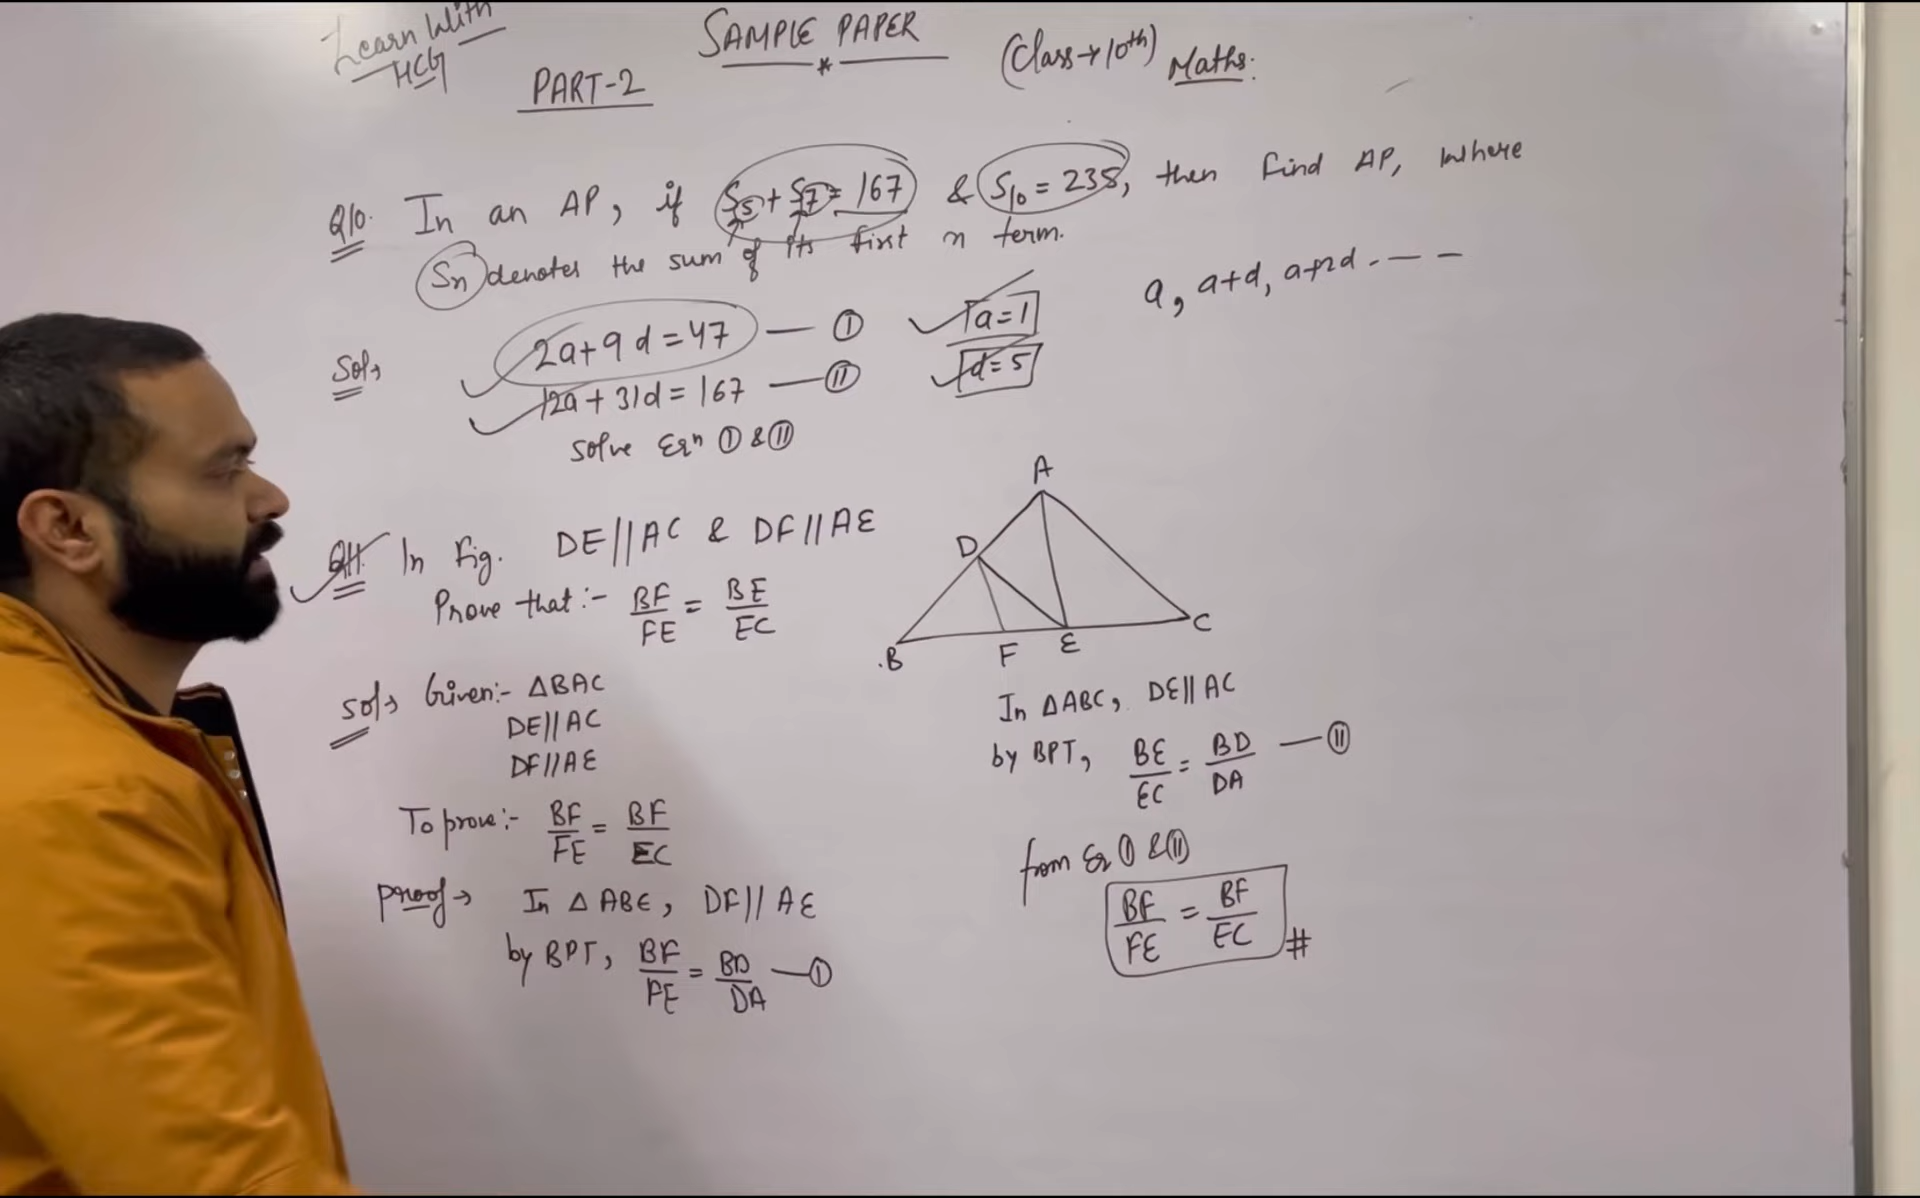 Learn With
HCG
SAMPLE PAPER
(Class→10th) Maths:
PART-2
Q10. In an AP, if S5 + S7 = 167 & S10 = 235, then find AP, where
Sn denotes the sum of its first n term.
a, a+d, a+2d - - -
Sol→ 2a+9d=47 — Ⓘ
12a + 31d = 167 — Ⓘⓘ
solve Eqn Ⓘ & Ⓘⓘ
a=1
d=5
Q11. In Fig. DE||AC & DF||AE
Prove that:- BF/FE = BE/EC
A
D
B F E C
Sol→ Given:- △BAC
DE||AC
DF||AE
To prove:- BF/FE = BF/EC
Proof→ In △ABE, DF||AE
by BPT, BF/FE = BD/DA — Ⓘ
In △ABC, DE||AC
by BPT, BE/EC = BD/DA — Ⓘⓘ
from Eq Ⓘ & Ⓘⓘ
BF/FE = BF/EC #